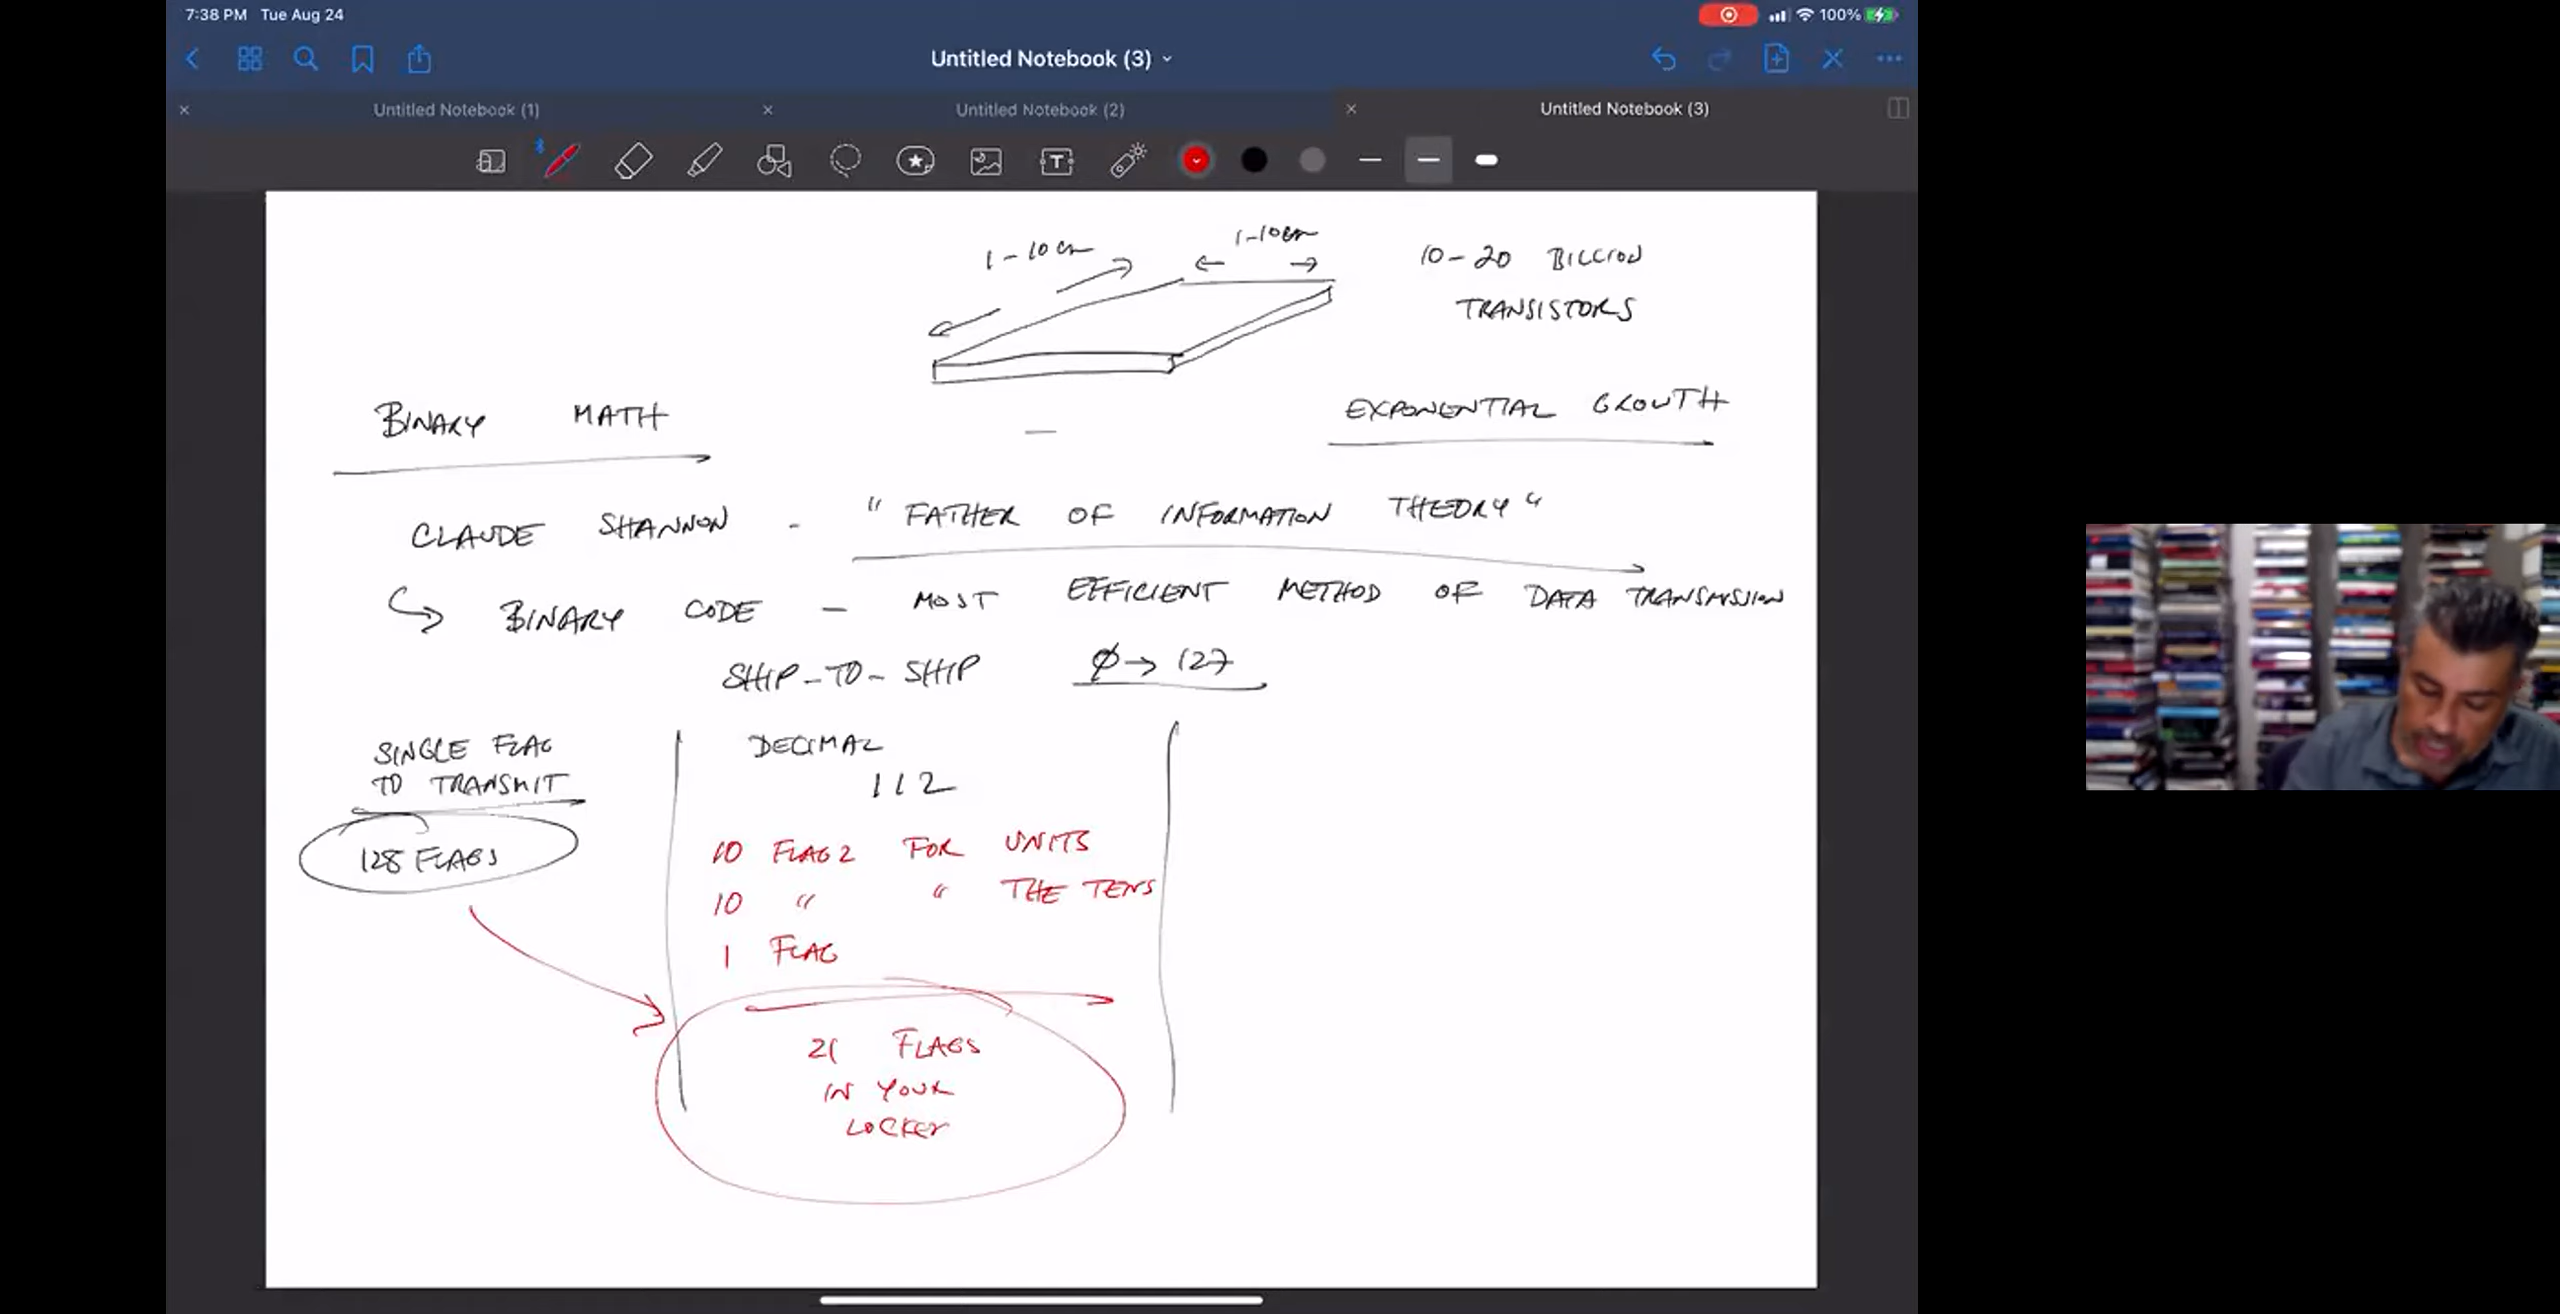 7:38 PM Tue Aug 24
100%
Untitled Notebook (3)
Untitled Notebook (1)
Untitled Notebook (2)
Untitled Notebook (3)
T
1-10cm
1-10cm
10-20 BILLION
TRANSISTORS
BINARY MATH
—
EXPONENTIAL GROWTH
CLAUDE SHANNON - "FATHER OF INFORMATION THEORY"
↳ BINARY CODE — MOST EFFICIENT METHOD OF DATA TRANSMISSION
SHIP-TO-SHIP Ø→127
SINGLE FLAG
TO TRANSMIT
128 FLAGS
DECIMAL
112
10 FLAG2 FOR UNITS
10 " " THE TENS
1 FLAG
21 FLAGS
IN YOUR
LOCKER